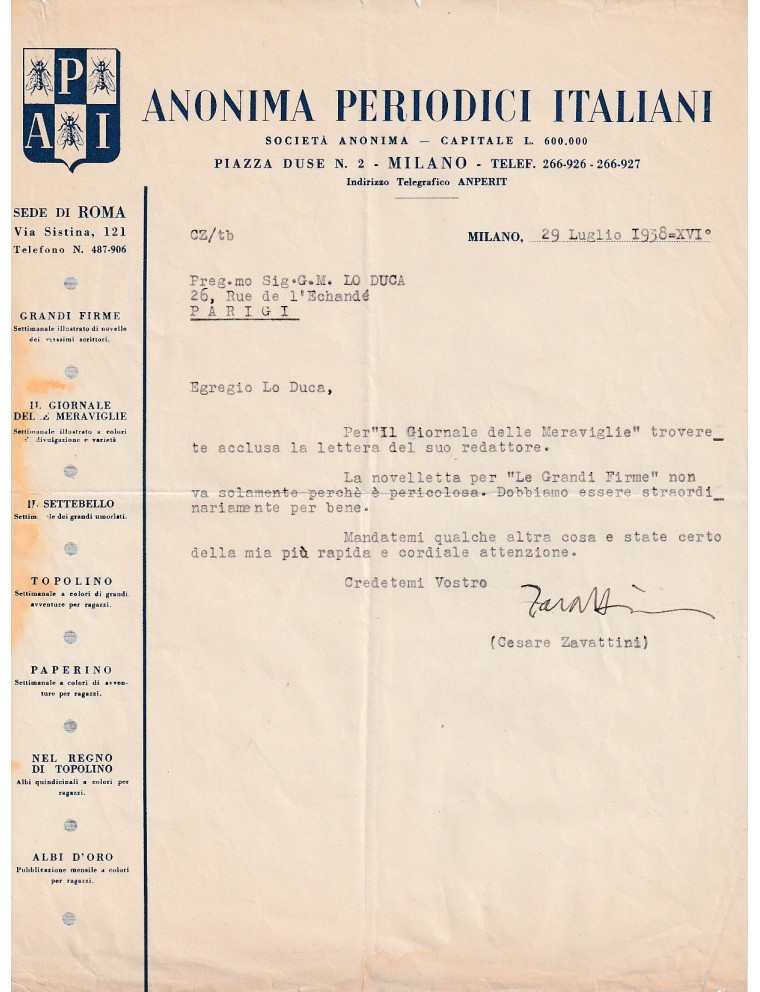 P
A I
ANONIMA PERIODICI ITALIANI
SOCIETÀ ANONIMA — CAPITALE L. 600.000
PIAZZA DUSE N. 2 - MILANO - TELEF. 266-926 - 266-927
Indirizzo Telegrafico ANPERIT
SEDE DI ROMA
Via Sistina, 121
Telefono N. 487-906
GRANDI FIRME
Settimanale illustrato di novelle
dei scrittori.
IL GIORNALE
DELLE MERAVIGLIE
Settimanale illustrato a colori
divulgazione e varietà
IL SETTEBELLO
Settimanale dei grandi umoristi.
TOPOLINO
Settimanale a colori di grandi
avventure per ragazzi.
PAPERINO
Settimanale a colori di avven-
ture per ragazzi.
NEL REGNO
DI TOPOLINO
Albi quindicinali a colori per
ragazzi.
ALBI D'ORO
Pubblicazione mensile a colori
per ragazzi.
CZ/tb
MILANO, 29 Luglio 1938=XVI°
Preg.mo Sig.G.M. LO DUCA
26, Rue de l'Echandé
PARIGI
Egregio Lo Duca,
Per"Il Giornale delle Meraviglie" trovere_
te acclusa la lettera del suo redattore.
La novelletta per "Le Grandi Firme" non
va solamente perchè è pericolosa. Dobbiamo essere straordi_
nariamente per bene.
Mandatemi qualche altra cosa e state certo
della mia più rapida e cordiale attenzione.
Credetemi Vostro
Zavattini
(Cesare Zavattini)